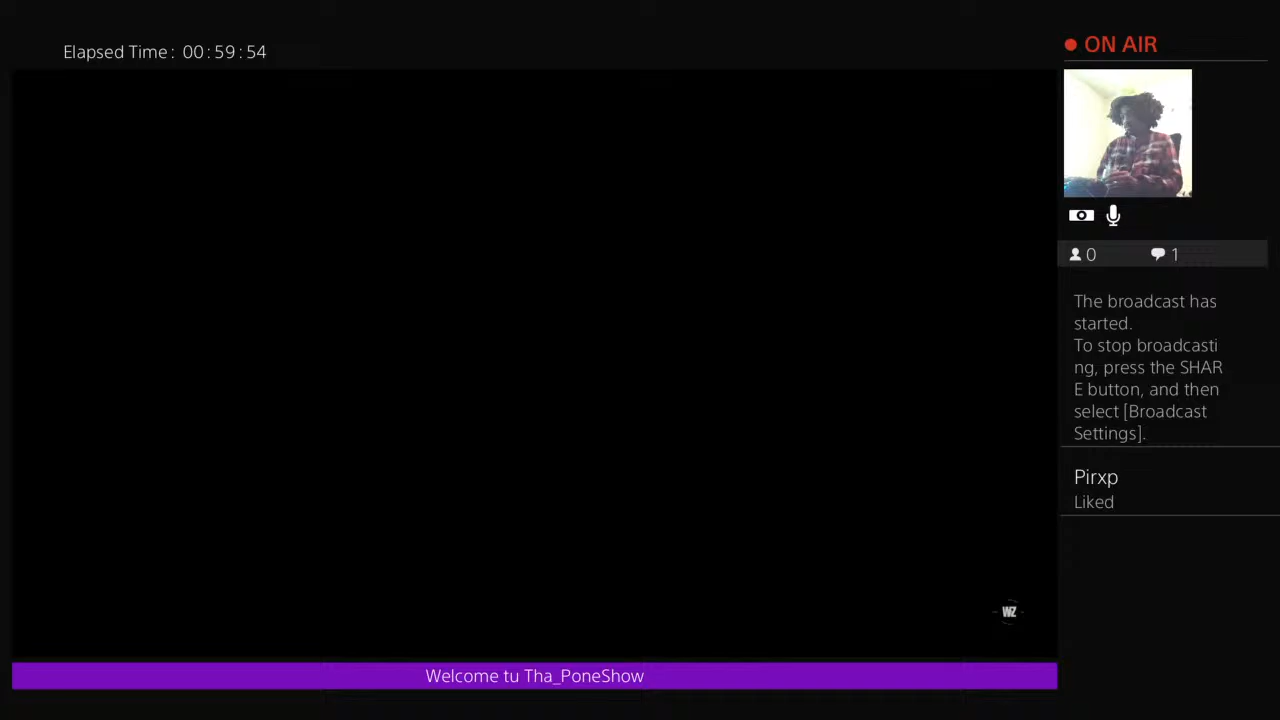 Elapsed Time: 00:59:54
ON AIR
0 1
The broadcast has
started.
To stop broadcasti
ng, press the SHAR
E button, and then
select [Broadcast
Settings].
Pirxp
Liked
WZ
Welcome tu Tha_PoneShow